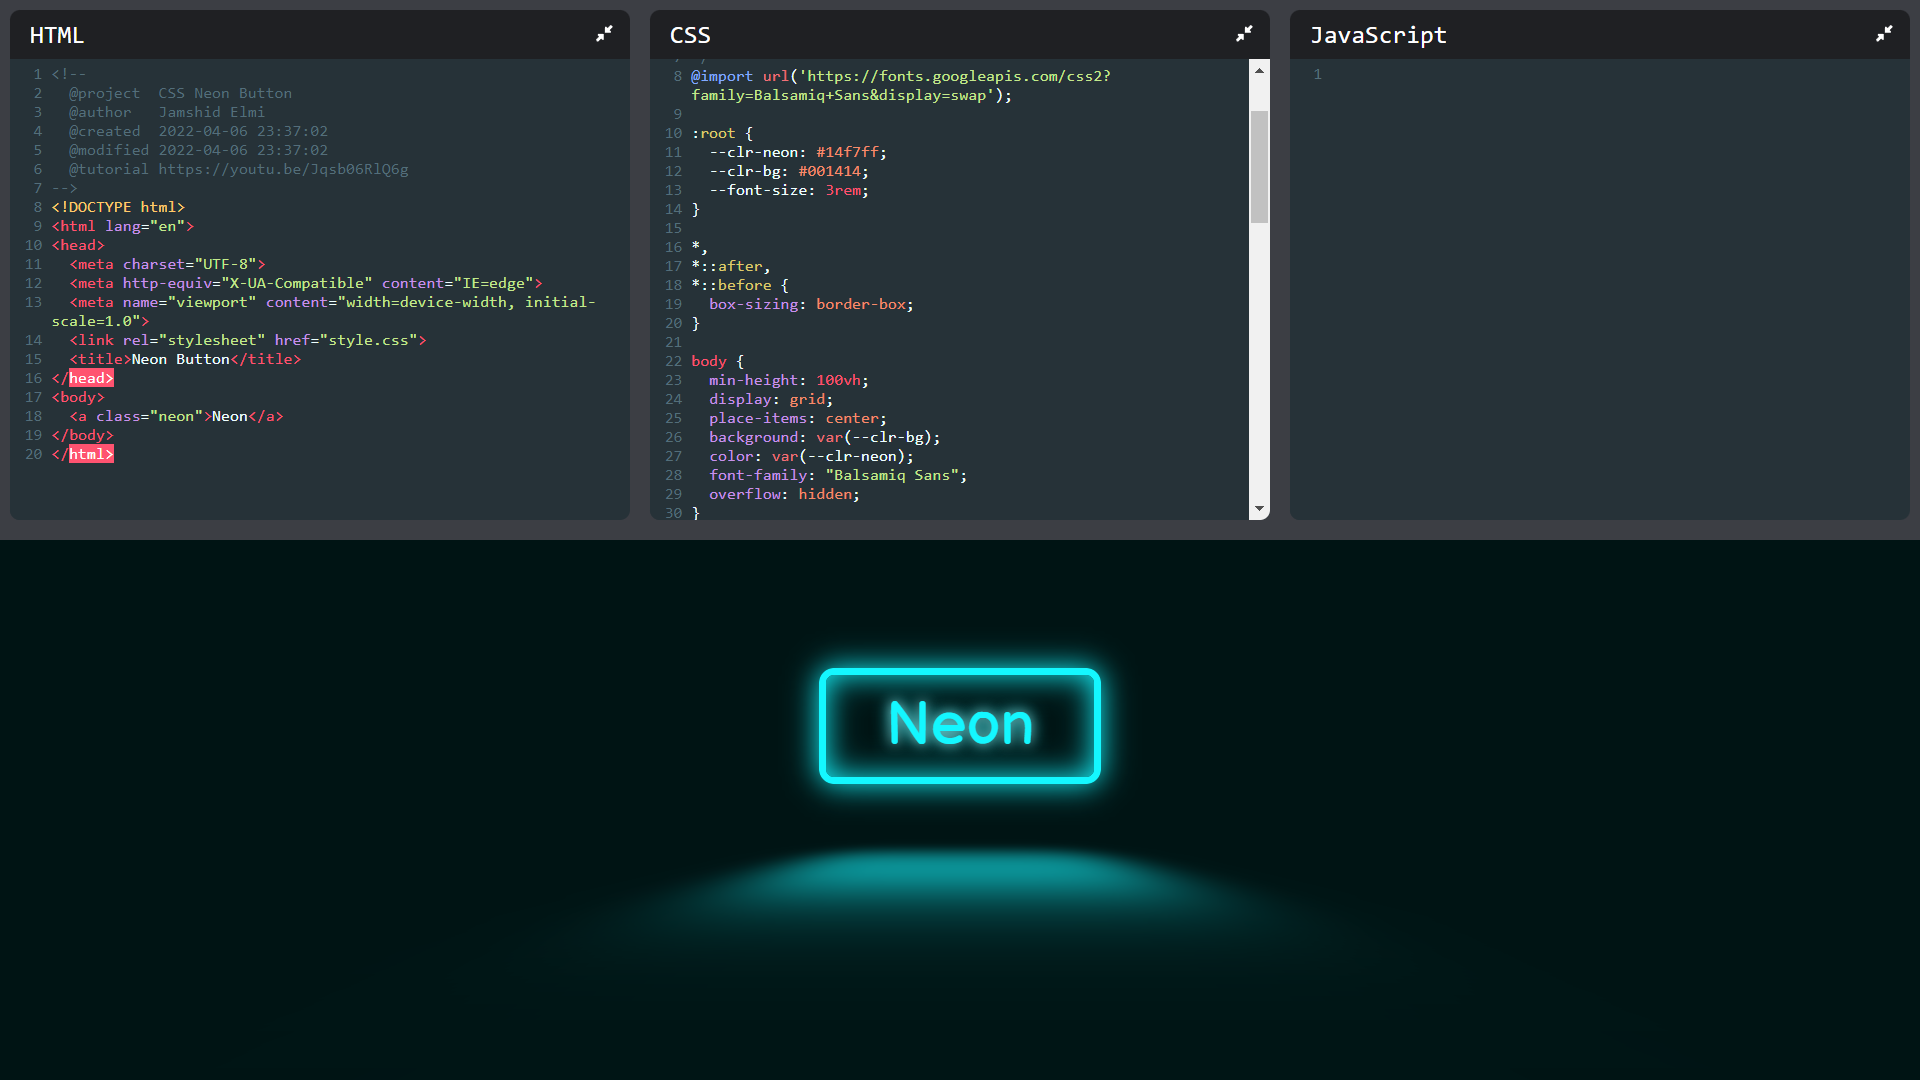 HTML
1 <!--
2 @project CSS Neon Button
3 @author Jamshid Elmi
4 @created 2022-04-06 23:37:02
5 @modified 2022-04-06 23:37:02
6 @tutorial https://youtu.be/Jqsb06RlQ6g
7 -->
8 <!DOCTYPE html>
9 <html lang="en">
10 <head>
11 <meta charset="UTF-8">
12 <meta http-equiv="X-UA-Compatible" content="IE=edge">
13 <meta name="viewport" content="width=device-width, initial-
scale=1.0">
14 <link rel="stylesheet" href="style.css">
15 <title>Neon Button</title>
16 </head>
17 <body>
18 <a class="neon">Neon</a>
19 </body>
20 </html>
CSS
8 @import url('https://fonts.googleapis.com/css2?
family=Balsamiq+Sans&display=swap');
9
10 :root {
11 --clr-neon: #14f7ff;
12 --clr-bg: #001414;
13 --font-size: 3rem;
14 }
15
16 *,
17 *::after,
18 *::before {
19 box-sizing: border-box;
20 }
21
22 body {
23 min-height: 100vh;
24 display: grid;
25 place-items: center;
26 background: var(--clr-bg);
27 color: var(--clr-neon);
28 font-family: "Balsamiq Sans";
29 overflow: hidden;
30 }
JavaScript
1
Neon